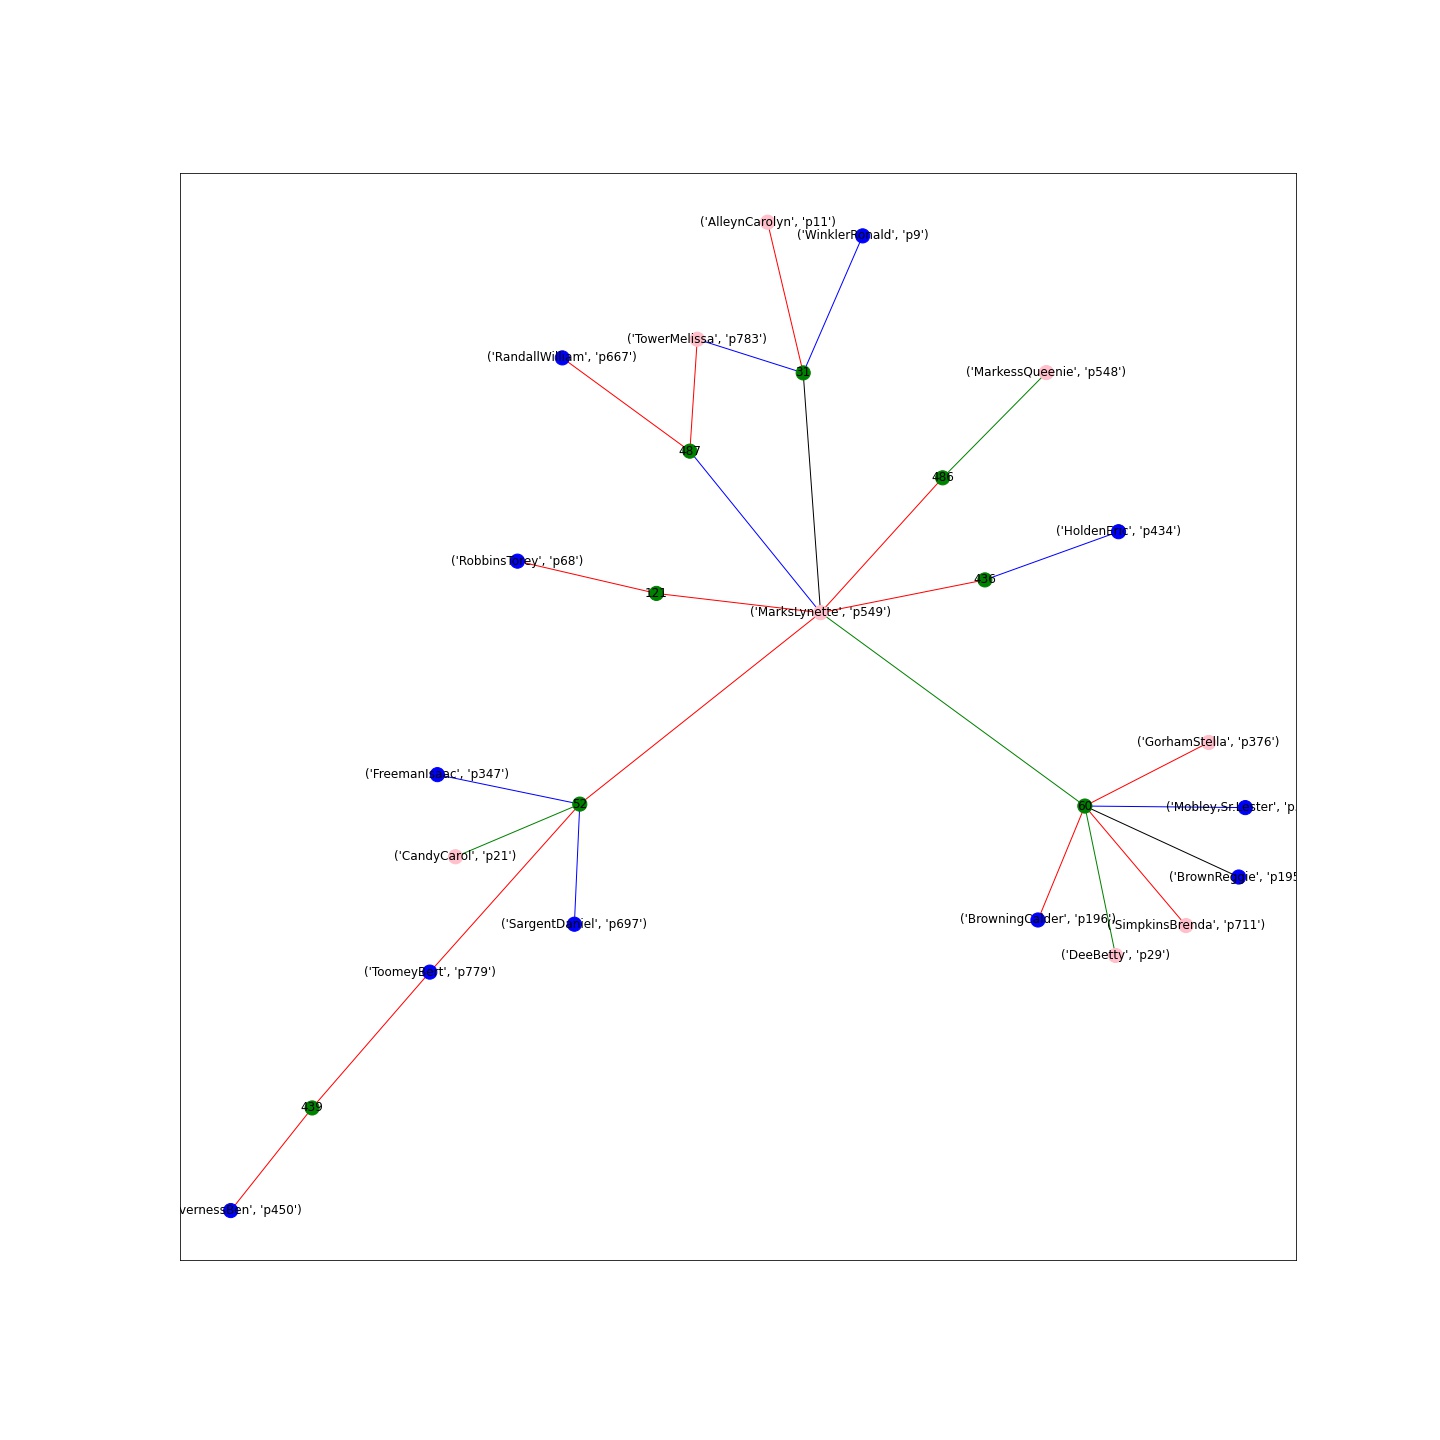 ('AlleynCarolyn', 'p11')
('WinklerRonald', 'p9')
('TowerMelissa', 'p783')
('RandallWilliam', 'p667')
31
('MarkessQueenie', 'p548')
487
486
('HoldenEric', 'p434')
('RobbinsTorey', 'p68')
436
121
('MarksLynette', 'p549')
('GorhamStella', 'p376')
('FreemanIsaac', 'p347')
52
60
('Mobley,Sr.Lester', 'p
('CandyCarol', 'p21')
('BrownReggie', 'p195
('BrowningCalder', 'p196')
('SargentDaniel', 'p697')
('SimpkinsBrenda', 'p711')
('DeeBetty', 'p29')
('ToomeyBert', 'p779')
439
'p450')